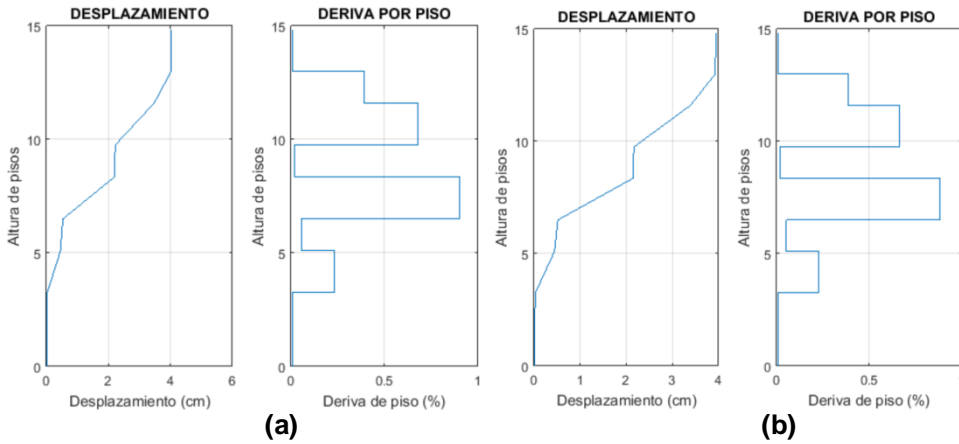 DESPLAZAMIENTO
15
10
5
0
Altura de pisos
0 2 4 6
Desplazamiento (cm)
DERIVA POR PISO
15
10
5
0
Altura de pisos
0 0.5 1
Deriva de piso (%)
(a)
DESPLAZAMIENTO
15
10
5
0
Altura de pisos
0 1 2 3 4
Desplazamiento (cm)
DERIVA POR PISO
15
10
5
0
Altura de pisos
0 0.5
Deriva de piso (%)
(b)